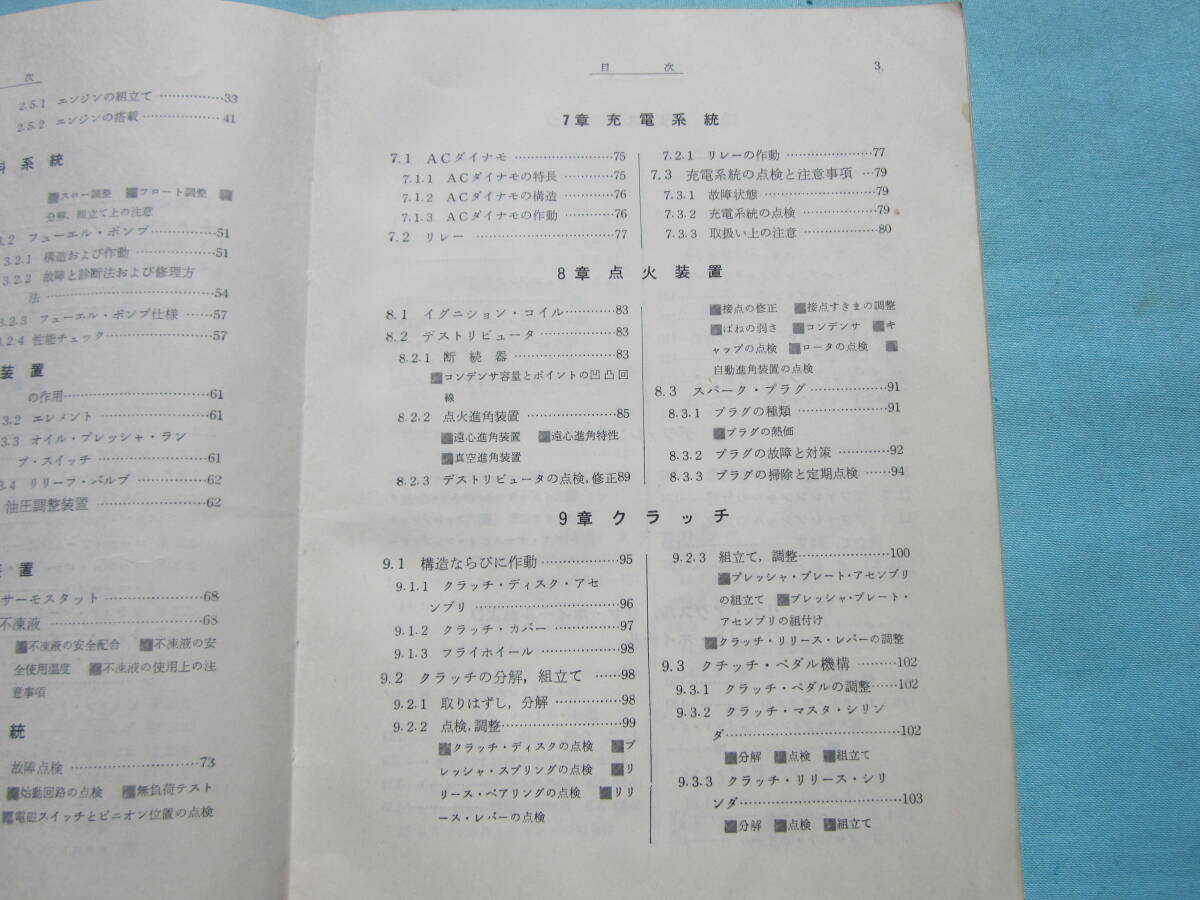 次
2.5.1 エンジンの組立て ……………33
2.5.2 エンジンの搭載 ………………41
料 系 統
■スロー調整 ■フロート調整 ■
分解、組立て上の注意
3.2 フューエル・ポンプ……………51
3.2.1 構造および作動 ………………51
3.2.2 故障と診断法および修理方
法 ……………………………54
3.2.3 フューエル・ポンプ仕様 ……57
3.2.4 性能チェック…………………57
装 置
の作用…………………………61
3.2 エレメント ……………………61
3.3 オイル・プレッシャ・ラン
プ・スイッチ …………………61
3.4 リリーフ・バルブ ……………62
油圧調整装置 …………………62
装 置
サーモスタット …………………68
不凍液 ……………………………68
■不凍液の安全配合 ■不凍液の安
全使用温度 ■不凍液の使用上の注
意事項
統
故障点検 …………………………73
■始動回路の点検 ■無負荷テスト
■電磁スイッチとピニオン位置の点検
目 次
3.
7章 充 電 系 統
7.1 ACダイナモ ……………………75
7.1.1 ACダイナモの特長 …………75
7.1.2 ACダイナモの構造 …………76
7.1.3 ACダイナモの作動 …………76
7.2 リレー ……………………………77
7.2.1 リレーの作動 …………………77
7.3 充電系統の点検と注意事項 …79
7.3.1 故障状態 ………………………79
7.3.2 充電系統の点検 ………………79
7.3.3 取扱い上の注意 ………………80
8章 点 火 装 置
8.1 イグニション・コイル…………83
8.2 デストリビュータ ………………83
8.2.1 断 続 器 ………………………83
■コンデンサ容量とポイントの凹凸回
線
8.2.2 点火進角装置 …………………85
■遠心進角装置 ■遠心進角特性
■真空進角装置
8.2.3 デストリビュータの点検,修正89
■接点の修正 ■接点すきまの調整
■ばねの弱さ ■コンデンサ ■キ
ャップの点検 ■ロータの点検 ■
自動進角装置の点検
8.3 スパーク・プラグ ………………91
8.3.1 プラグの種類 …………………91
■プラグの熱価
8.3.2 プラグの故障と対策 …………92
8.3.3 プラグの掃除と定期点検 ……94
9章 ク ラ ッ チ
9.1 構造ならびに作動………………95
9.1.1 クラッチ・ディスク・アセ
ンブリ ……………………………96
9.1.2 クラッチ・カバー ……………97
9.1.3 フライホイール ………………98
9.2 クラッチの分解,組立て ……98
9.2.1 取りはずし,分解 ……………98
9.2.2 点検,調整………………………99
■クラッチ・ディスクの点検 ■プ
レッシャ・スプリングの点検 ■リ
リース・ベアリングの点検 ■リリ
ース・レバーの点検
9.2.3 組立て,調整 …………………100
■プレッシャ・プレート・アセンブリ
の組立て ■プレッシャ・プレート・
アセンブリの組付け
■クラッチ・リリース・レバーの調整
9.3 クチッチ・ペダル機構 ………102
9.3.1 クラッチ・ペダルの調整……102
9.3.2 クラッチ・マスタ・シリン
ダ…………………………………102
■分解 ■点検 ■組立て
9.3.3 クラッチ・リリース・シリ
ンダ………………………………103
■分解 ■点検 ■組立て